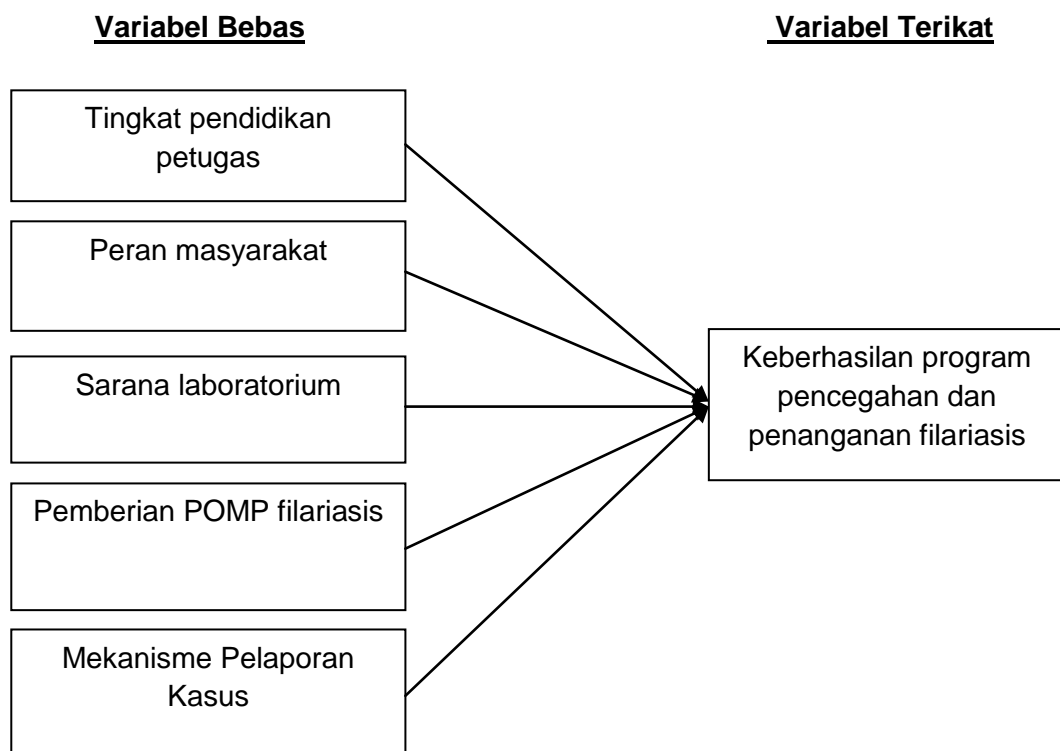 Variabel Bebas
Variabel Terikat
Tingkat pendidikan
petugas
Peran masyarakat
Sarana laboratorium
Pemberian POMP filariasis
Mekanisme Pelaporan
Kasus
Keberhasilan program
pencegahan dan
penanganan filariasis